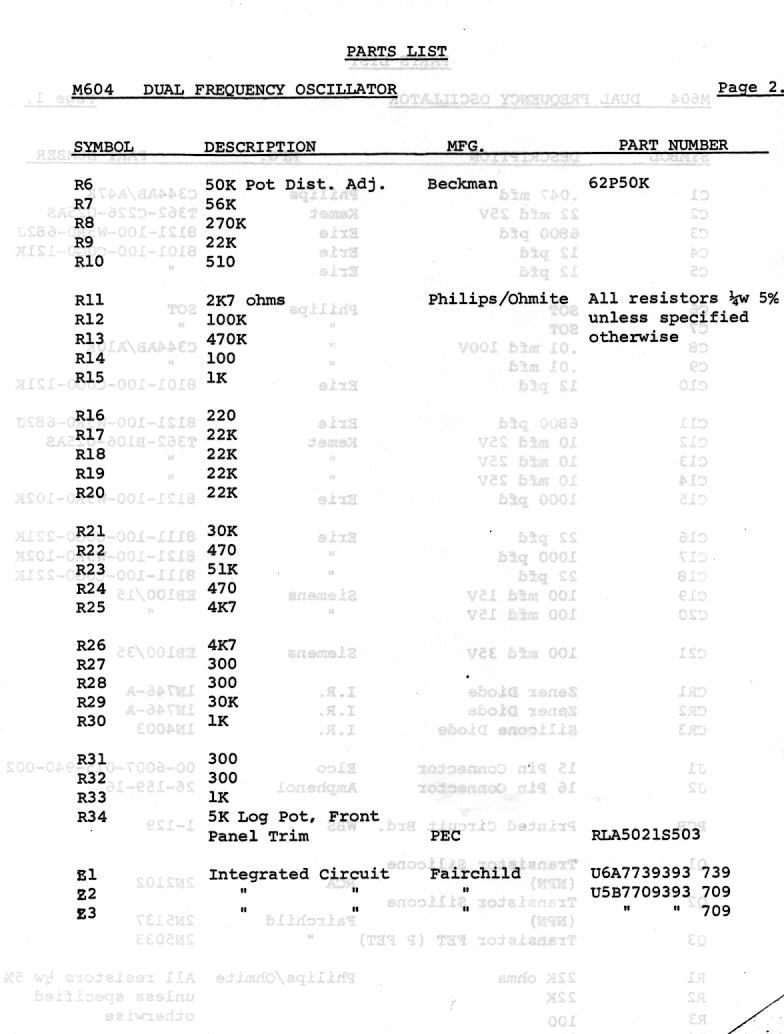 PARTS LIST
M604 DUAL FREQUENCY OSCILLATOR Page 2.
SYMBOL DESCRIPTION MFG. PART NUMBER
R6 50K Pot Dist. Adj. Beckman 62P50K
R7 56K
R8 270K
R9 22K
R10 510
R11 2K7 ohms Philips/Ohmite All resistors ¼w 5%
R12 100K unless specified
R13 470K otherwise
R14 100
R15 1K
R16 220
R17 22K
R18 22K
R19 22K
R20 22K
R21 30K
R22 470
R23 51K
R24 470
R25 4K7
R26 4K7
R27 300
R28 300
R29 30K
R30 1K
R31 300
R32 300
R33 1K
R34 5K Log Pot, Front
Panel Trim PEC RLA5021S503
Z1 Integrated Circuit Fairchild U6A7739393 739
Z2 " " " U5B7709393 709
Z3 " " " " " 709